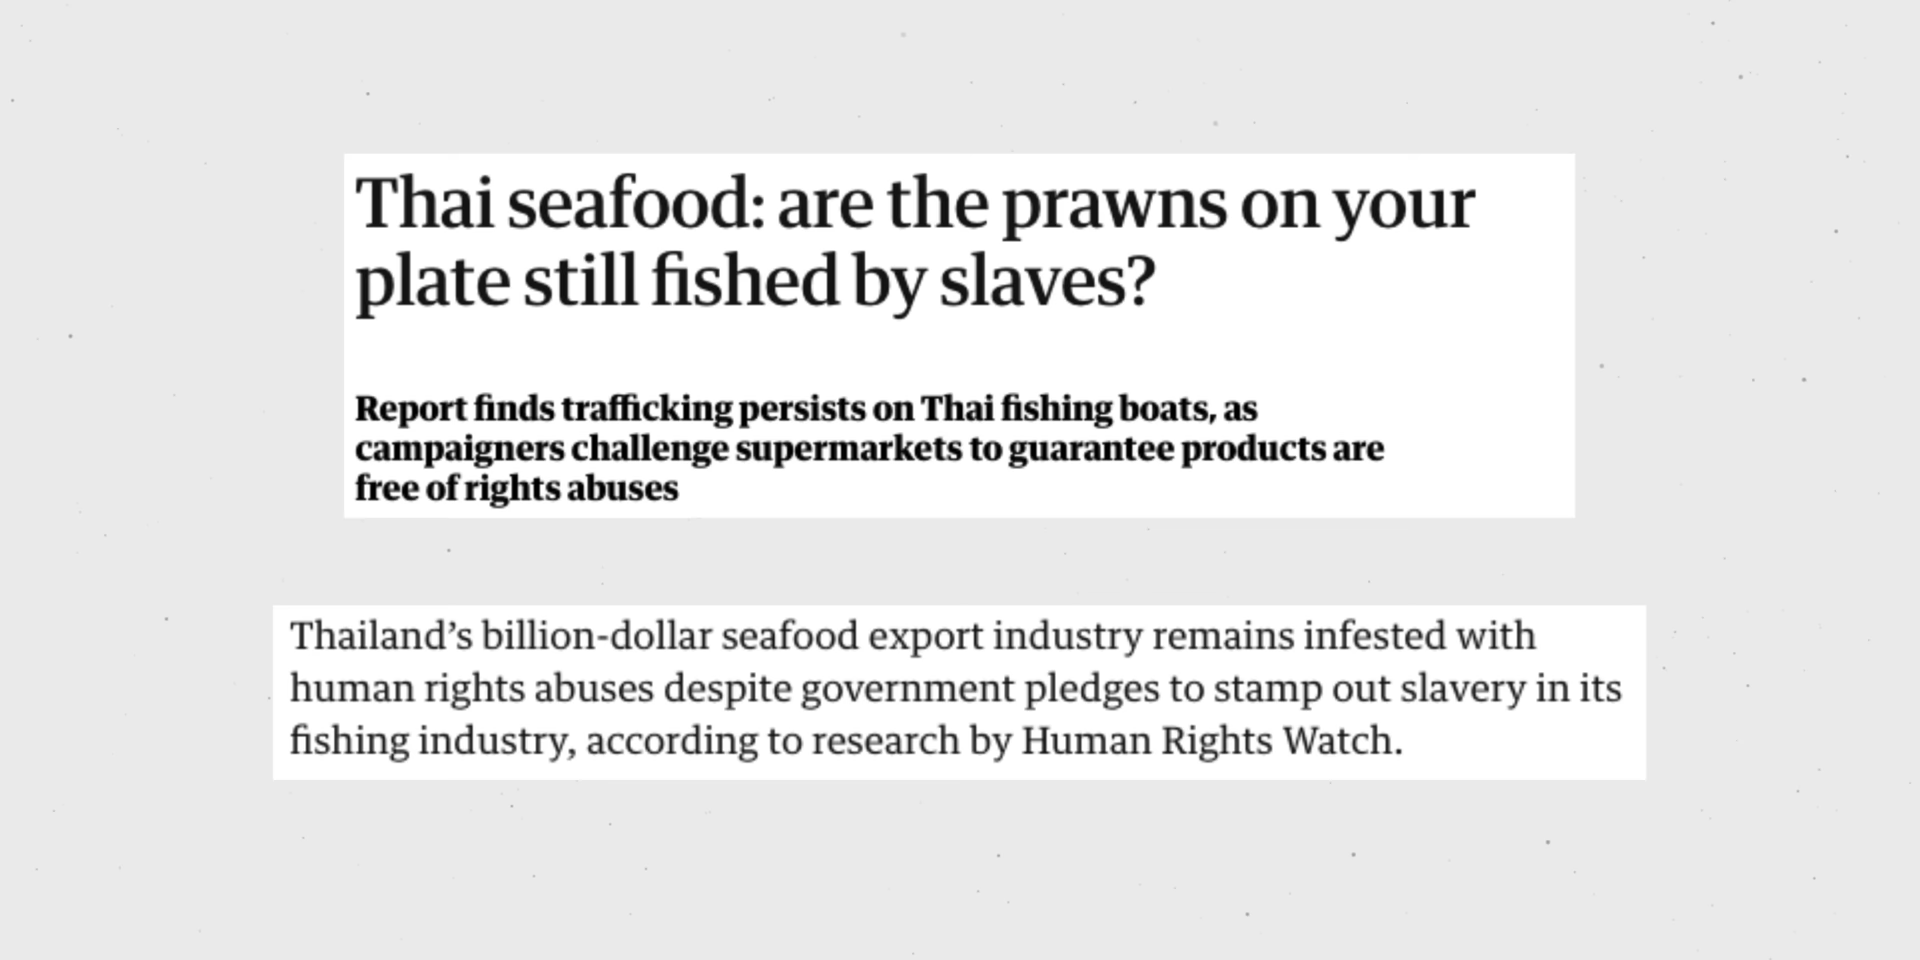 Thai seafood: are the prawns on your
plate still fished by slaves?
Report finds trafficking persists on Thai fishing boats, as
campaigners challenge supermarkets to guarantee products are
free of rights abuses
Thailand’s billion-dollar seafood export industry remains infested with
human rights abuses despite government pledges to stamp out slavery in its
fishing industry, according to research by Human Rights Watch.